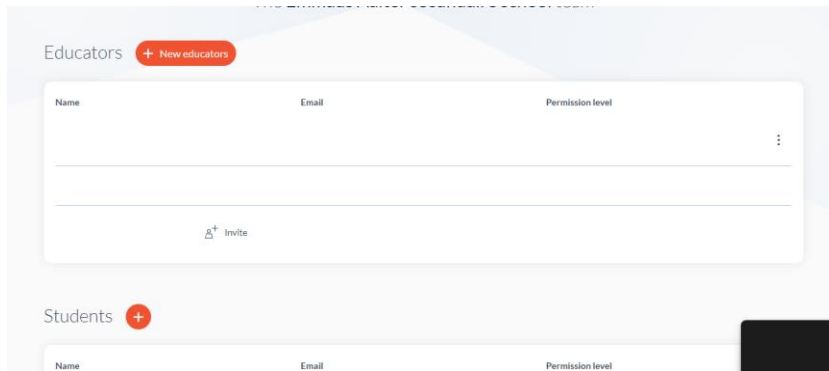 Educators + New educators
Name Email Permission level
Invite
Students +
Name Email Permission level